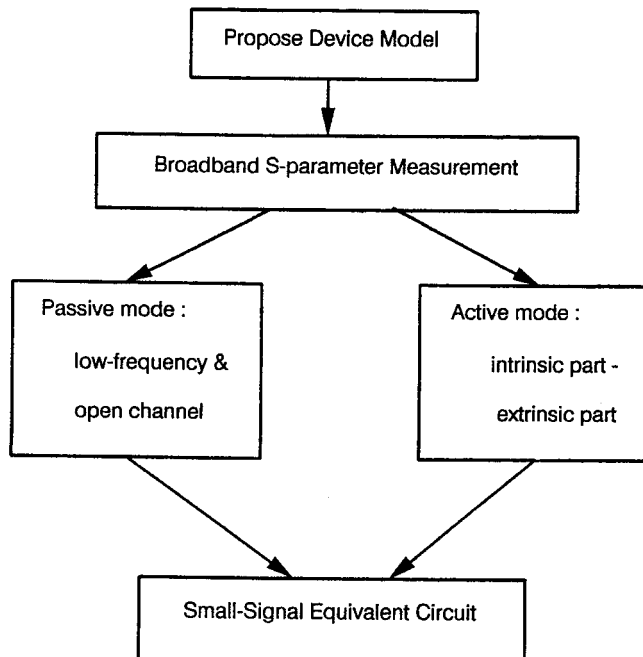 Propose Device Model
Broadband S-parameter Measurement
Passive mode :
low-frequency &
open channel
Active mode :
intrinsic part -
extrinsic part
Small-Signal Equivalent Circuit